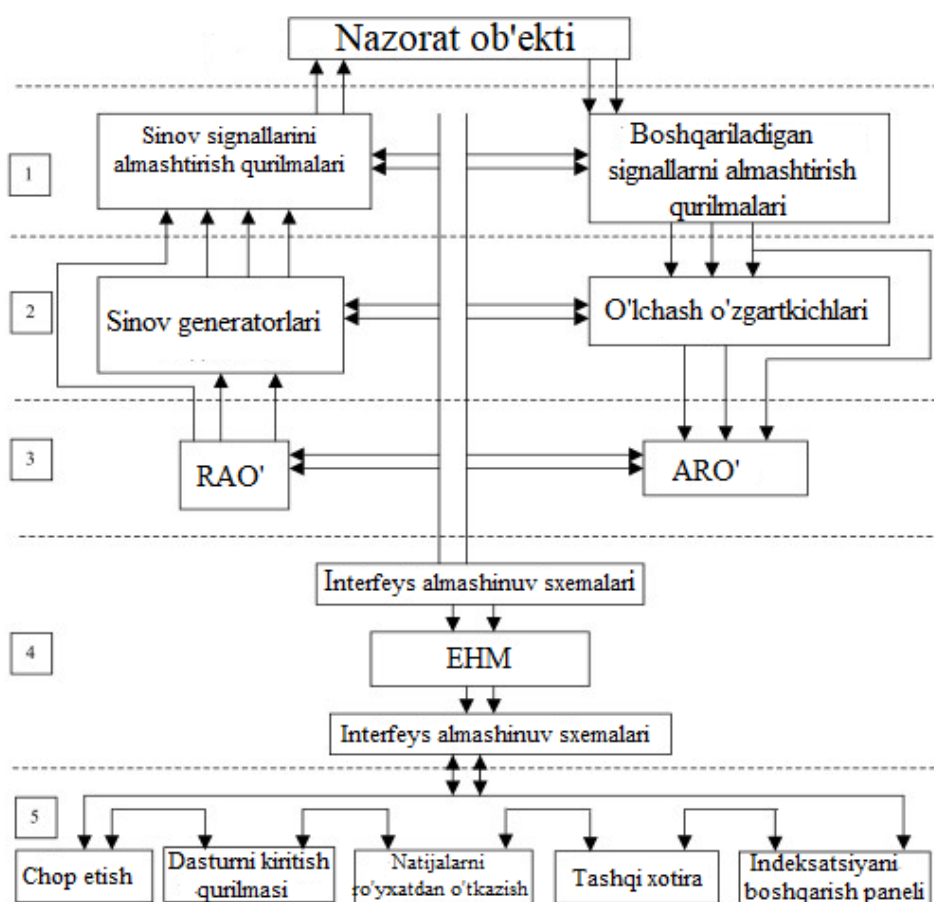 Nazorat ob'ekti
Sinov signallarini
almashtirish qurilmalari
Boshqariladigan
signallarni almashtirish
qurilmalari
1
2
Sinov generatorlari
O'lchash o'zgartkichlari
3
RAO'
ARO'
Interfeys almashinuv sxemalari
4
EHM
Interfeys almashinuv sxemalari
5
Chop etish
Dasturni kiritish
qurilmasi
Natijalarni
ro'yxatdan o'tkazish
Tashqi xotira
Indeksatsiyani
boshqarish paneli